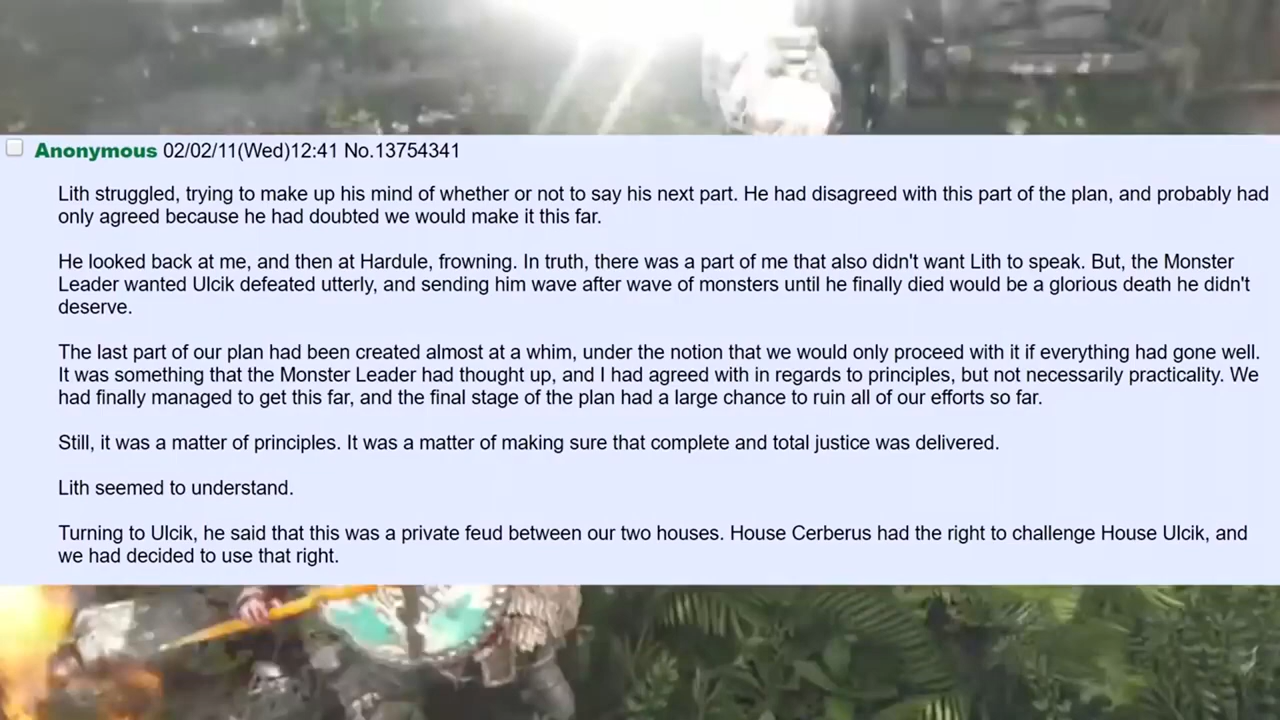 Anonymous 02/02/11(Wed)12:41 No.13754341
Lith struggled, trying to make up his mind of whether or not to say his next part. He had disagreed with this part of the plan, and probably had
only agreed because he had doubted we would make it this far.
He looked back at me, and then at Hardule, frowning. In truth, there was a part of me that also didn't want Lith to speak. But, the Monster
Leader wanted Ulcik defeated utterly, and sending him wave after wave of monsters until he finally died would be a glorious death he didn't
deserve.
The last part of our plan had been created almost at a whim, under the notion that we would only proceed with it if everything had gone well.
It was something that the Monster Leader had thought up, and I had agreed with in regards to principles, but not necessarily practicality. We
had finally managed to get this far, and the final stage of the plan had a large chance to ruin all of our efforts so far.
Still, it was a matter of principles. It was a matter of making sure that complete and total justice was delivered.
Lith seemed to understand.
Turning to Ulcik, he said that this was a private feud between our two houses. House Cerberus had the right to challenge House Ulcik, and
we had decided to use that right.